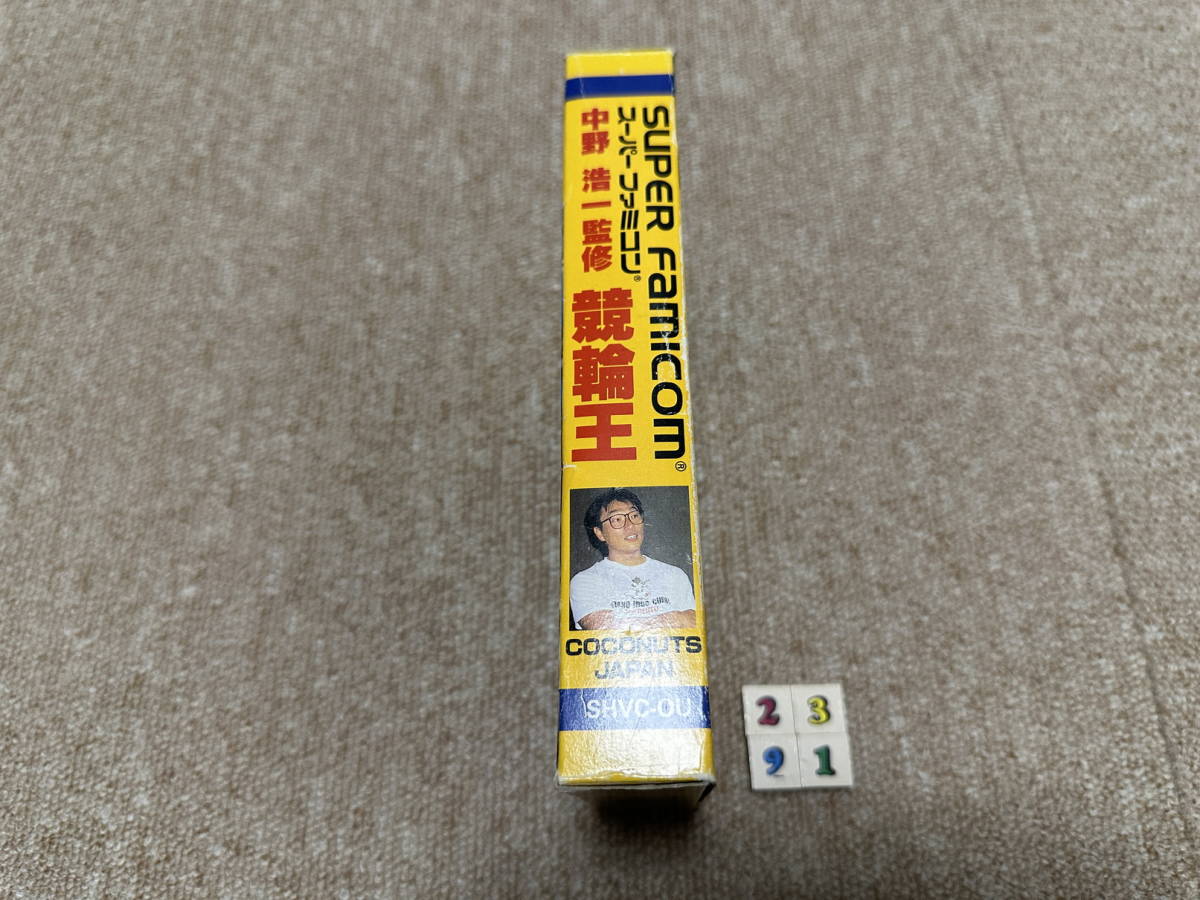 SUPER FAMICOM®
スーパーファミコン®
中野 浩一 監修
競輪王
COCONUTS
JAPAN
SHVC-OU
2 3
9 1